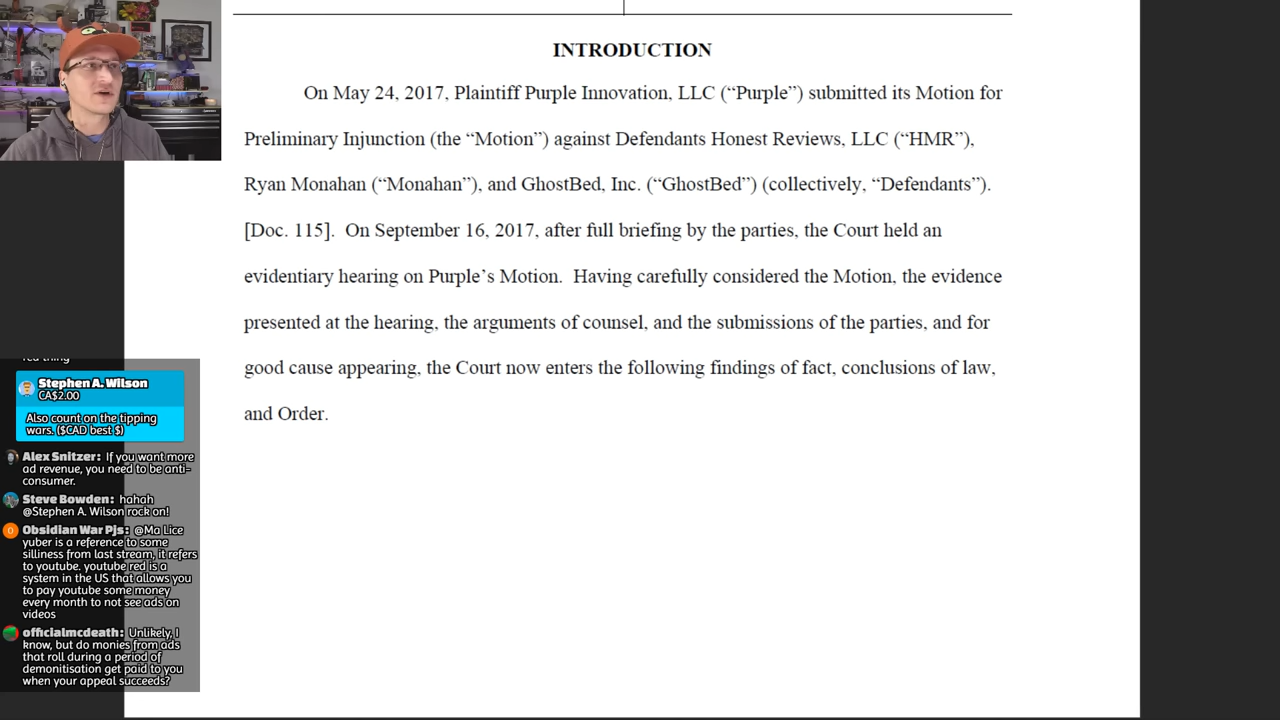 INTRODUCTION
On May 24, 2017, Plaintiff Purple Innovation, LLC (“Purple”) submitted its Motion for
Preliminary Injunction (the “Motion”) against Defendants Honest Reviews, LLC (“HMR”),
Ryan Monahan (“Monahan”), and GhostBed, Inc. (“GhostBed”) (collectively, “Defendants”).
[Doc. 115].  On September 16, 2017, after full briefing by the parties, the Court held an
evidentiary hearing on Purple’s Motion.  Having carefully considered the Motion, the evidence
presented at the hearing, the arguments of counsel, and the submissions of the parties, and for
good cause appearing, the Court now enters the following findings of fact, conclusions of law,
and Order.
Stephen A. Wilson
CA$2.00
Also count on the tipping
wars. ($CAD best $)
Alex Snitzer: If you want more
ad revenue, you need to be anti-
consumer.
Steve Bowden: hahah
@Stephen A. Wilson rock on!
O
Obsidian War Pjs: @Ma Lice
yuber is a reference to some
silliness from last stream, it refers
to youtube. youtube red is a
system in the US that allows you
to pay youtube some money
every month to not see ads on
videos
officialmcdeath: Unlikely, I
know, but do monies from ads
that roll during a period of
demonitisation get paid to you
when your appeal succeeds?